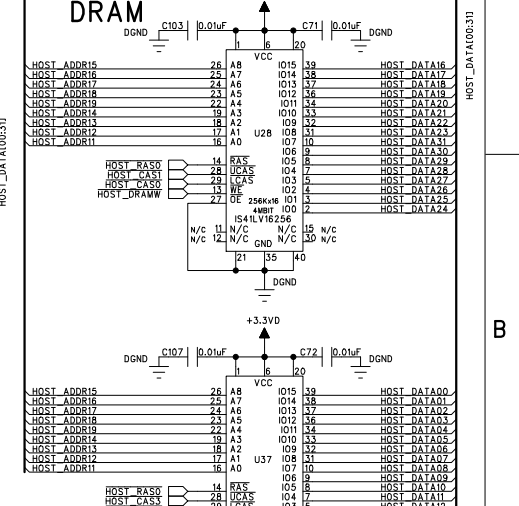 DRAM
C103 0.01uF C71 0.01uF
DGND DGND
1 6 20
VCC
HOST_ADDR15 26 A8 IO15 39 HOST_DATA16
HOST_ADDR16 25 A7 IO14 38 HOST_DATA17
HOST_ADDR17 24 A6 IO13 37 HOST_DATA18
HOST_ADDR18 23 A5 IO12 36 HOST_DATA19
HOST_ADDR19 22 A4 IO11 34 HOST_DATA20
HOST_ADDR14 19 A3 IO10 33 HOST_DATA21
HOST_ADDR13 18 A2 IO9 32 HOST_DATA22
HOST_ADDR12 17 A1 U28 IO8 31 HOST_DATA23
HOST_ADDR11 16 A0 IO7 10 HOST_DATA31
IO6 9 HOST_DATA30
HOST_RAS0 14 RAS IO5 8 HOST_DATA29
HOST_CAS1 28 UCAS IO4 7 HOST_DATA28
HOST_CAS0 29 LCAS IO3 5 HOST_DATA27
HOST_DRAMW 13 WE IO2 4 HOST_DATA26
27 OE 256Kx16 IO1 3 HOST_DATA25
4MBIT IO0 2 HOST_DATA24
IS41LV16256
N/C 11 N/C N/C 15 N/C
N/C 12 N/C N/C 30 N/C
GND
21 35 40
DGND
HOST_DATA[00:31]
HOST_DATA[00:31]
B
+3.3VD
C107 0.01uF C72 0.01uF
DGND DGND
1 6 20
VCC
HOST_ADDR15 26 A8 IO15 39 HOST_DATA00
HOST_ADDR16 25 A7 IO14 38 HOST_DATA01
HOST_ADDR17 24 A6 IO13 37 HOST_DATA02
HOST_ADDR18 23 A5 IO12 36 HOST_DATA03
HOST_ADDR19 22 A4 IO11 34 HOST_DATA04
HOST_ADDR14 19 A3 IO10 33 HOST_DATA05
HOST_ADDR13 18 A2 IO9 32 HOST_DATA06
HOST_ADDR12 17 A1 U37 IO8 31 HOST_DATA07
HOST_ADDR11 16 A0 IO7 10 HOST_DATA08
IO6 9 HOST_DATA09
HOST_RAS0 14 RAS IO5 8 HOST_DATA10
HOST_CAS3 28 UCAS IO4 7 HOST_DATA11